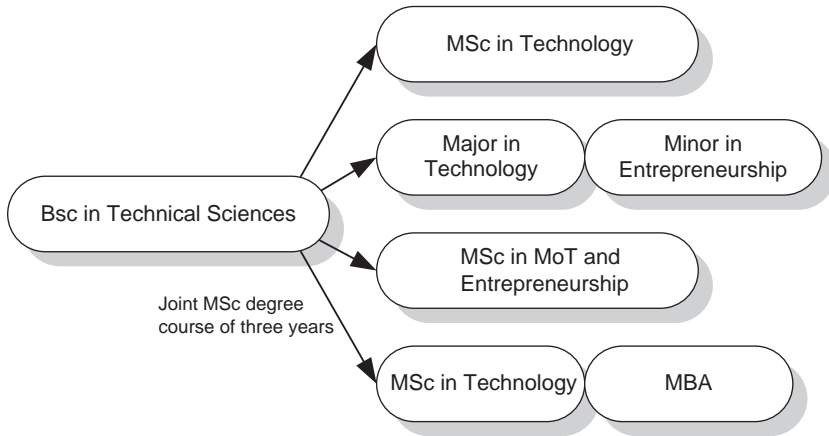 MSc in Technology
Major in
Technology
Minor in
Entrepreneurship
Bsc in Technical Sciences
MSc in MoT and
Entrepreneurship
Joint MSc degree
course of three years
MSc in Technology
MBA